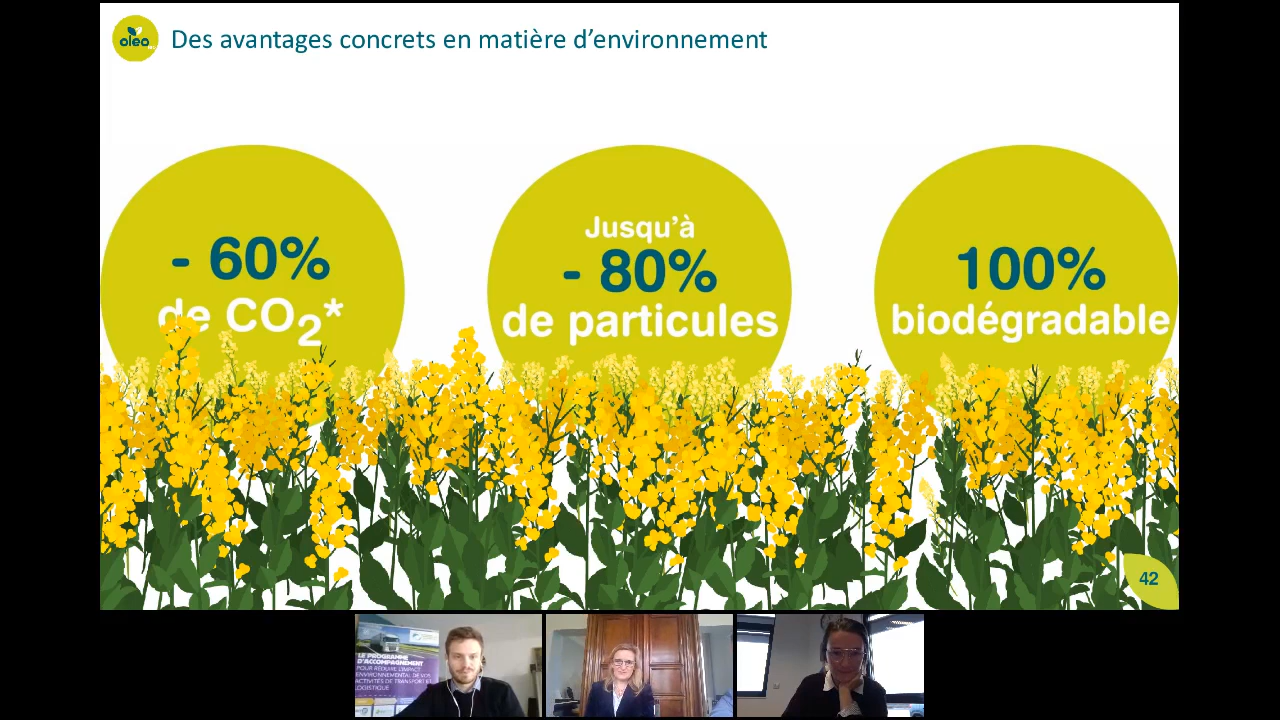 oleo
Des avantages concrets en matière d'environnement
- 60%
de CO2*
Jusqu'à
- 80%
de particules
100%
biodégradable
42
LE PROGRAMME
D'ACCOMPAGNEMENT
POUR RÉDUIRE L'IMPACT
ENVIRONNEMENTAL DE VOS
ACTIVITÉS DE TRANSPORT ET
LOGISTIQUE